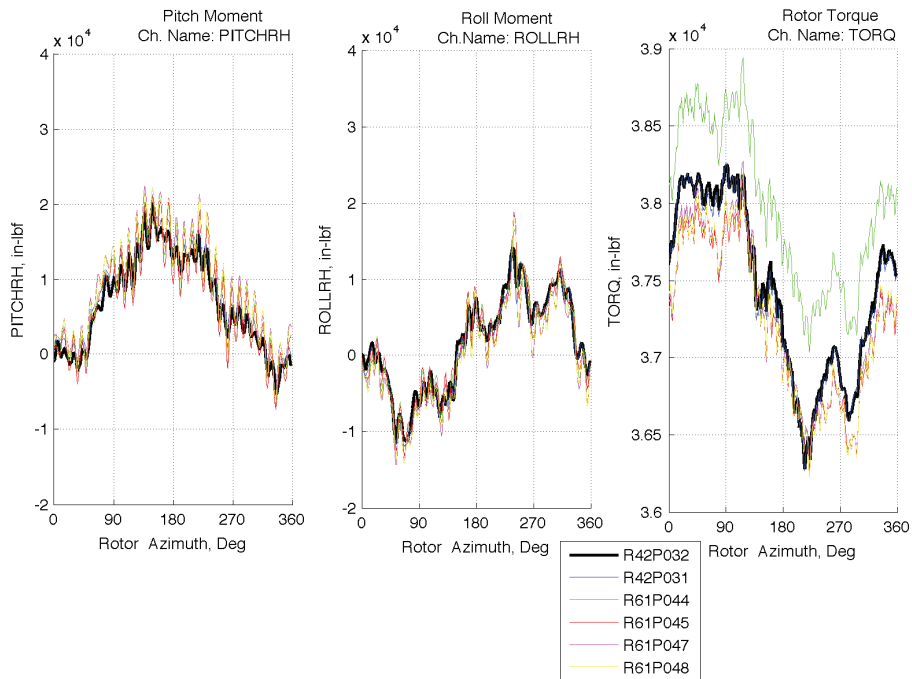 Pitch Moment
Ch. Name: PITCHRH
x 10^4
4
3
2
1
0
-1
-2
0 90 180 270 360
PITCHRH, in-lbf
Rotor Azimuth, Deg
Roll Moment
Ch.Name: ROLLRH
x 10^4
4
3
2
1
0
-1
-2
0 90 180 270 360
ROLLRH, in-lbf
Rotor Azimuth, Deg
Rotor Torque
Ch. Name: TORQ
x 10^4
3.9
3.85
3.8
3.75
3.7
3.65
3.6
0 90 180 270 360
TORQ, in-lbf
Rotor Azimuth, Deg
R42P032
R42P031
R61P044
R61P045
R61P047
R61P048